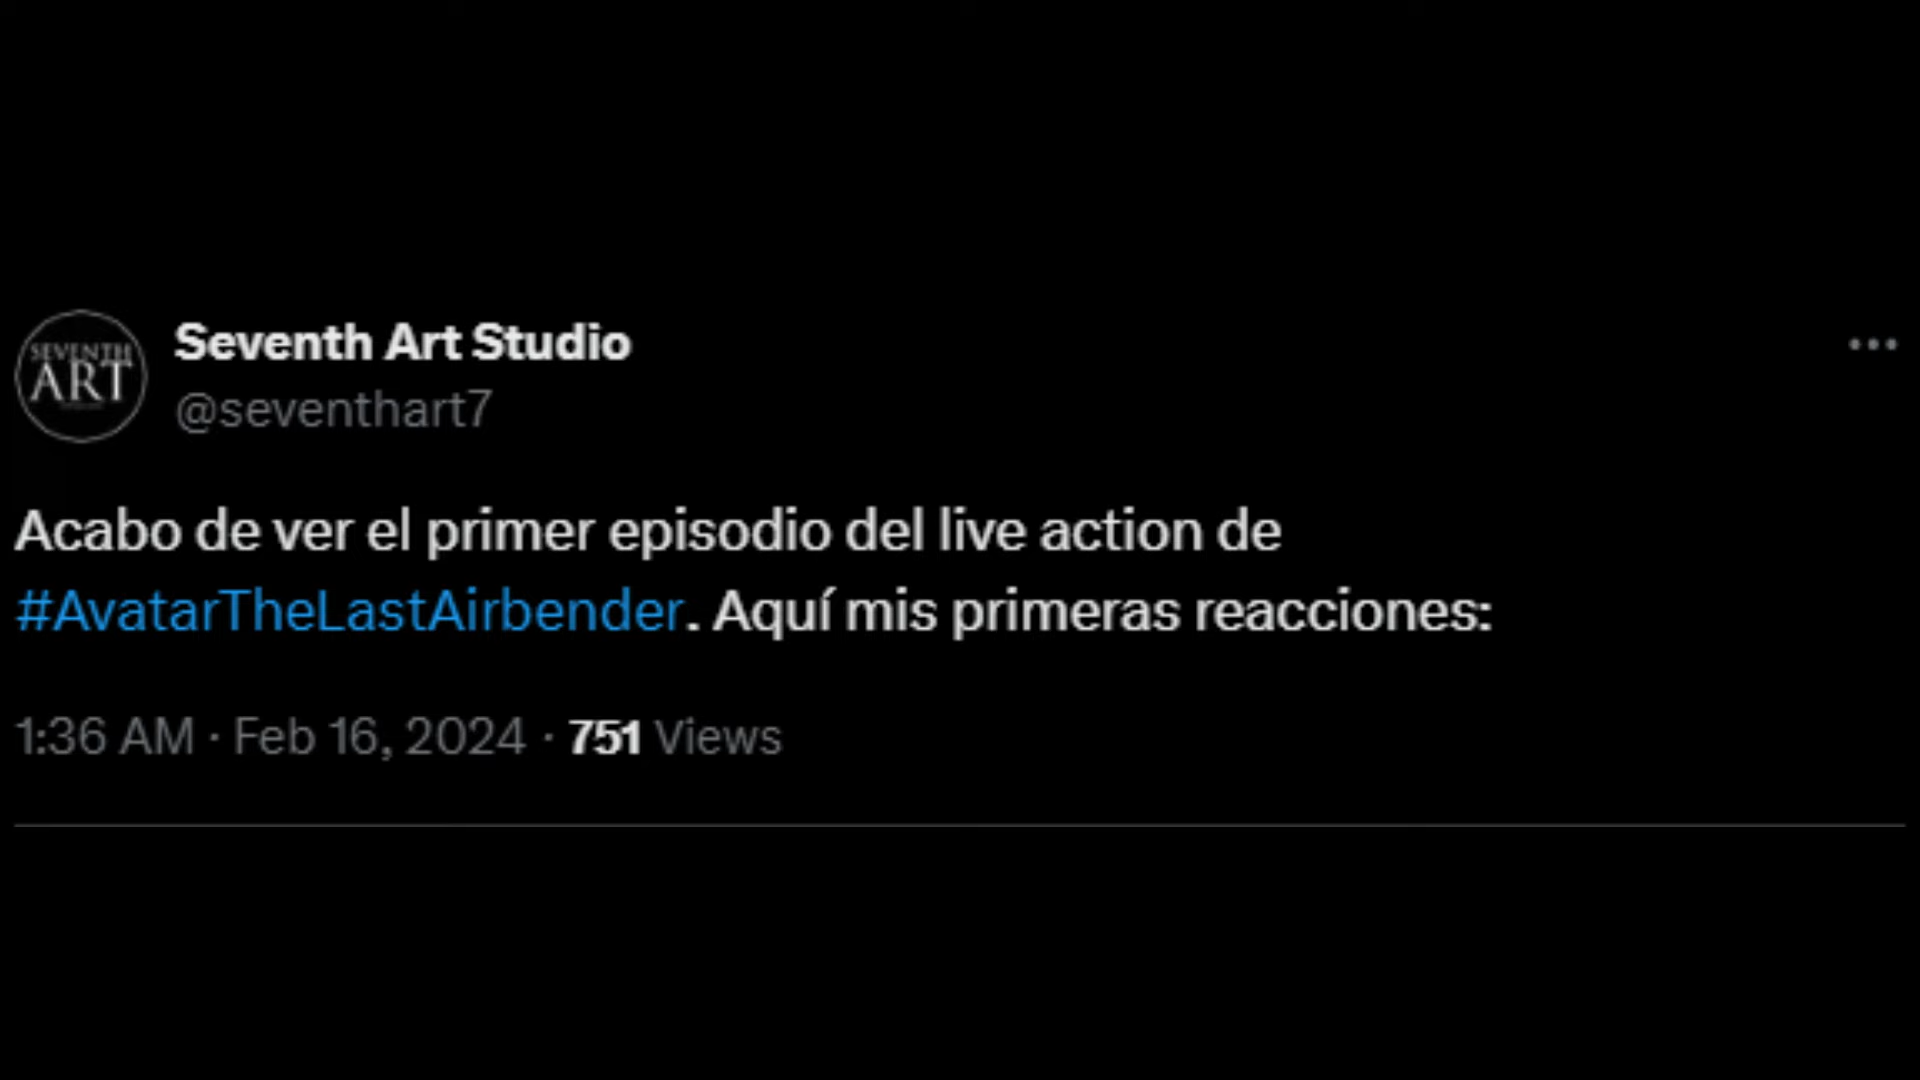 SEVENTH
ART
Seventh Art Studio
@seventhart7
Acabo de ver el primer episodio del live action de
#AvatarTheLastAirbender. Aquí mis primeras reacciones:
1:36 AM · Feb 16, 2024 · 751 Views